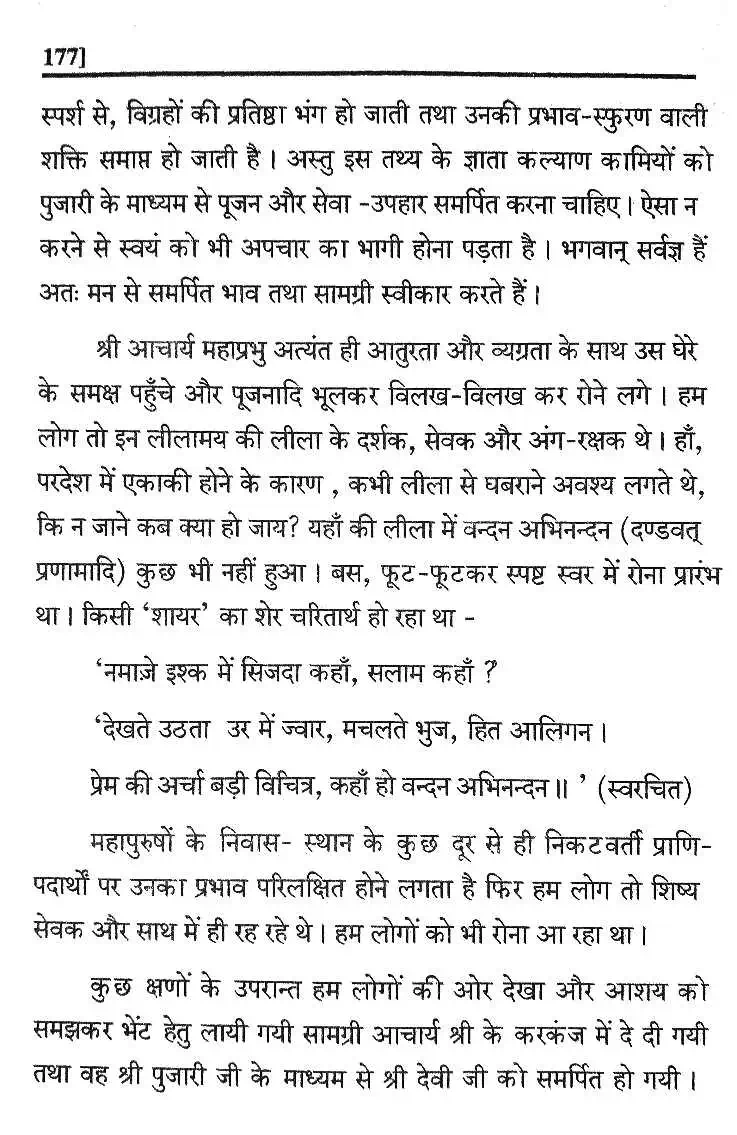 177]
स्पर्श से, विग्रहों की प्रतिष्ठा भंग हो जाती तथा उनकी प्रभाव-स्फुरण वाली
शक्ति समाप्त हो जाती है । अस्तु इस तथ्य के ज्ञाता कल्याण कामियों को
पुजारी के माध्यम से पूजन और सेवा -उपहार समर्पित करना चाहिए । ऐसा न
करने से स्वयं को भी अपचार का भागी होना पड़ता है । भगवान् सर्वज्ञ हैं
अतः मन से समर्पित भाव तथा सामग्री स्वीकार करते हैं ।
श्री आचार्य महाप्रभु अत्यंत ही आतुरता और व्यग्रता के साथ उस घेरे
के समक्ष पहुँचे और पूजनादि भूलकर विलख-विलख कर रोने लगे । हम
लोग तो इन लीलामय की लीला के दर्शक, सेवक और अंग-रक्षक थे । हाँ,
परदेश में एकाकी होने के कारण , कभी लीला से घबराने अवश्य लगते थे,
कि न जाने कब क्या हो जाय? यहाँ की लीला में वन्दन अभिनन्दन (दण्डवत्
प्रणामादि) कुछ भी नहीं हुआ । बस, फूट-फूटकर स्पष्ट स्वर में रोना प्रारंभ
था । किसी ‘शायर’ का शेर चरितार्थ हो रहा था -
‘नमाज़े इश्क में सिजदा कहाँ, सलाम कहाँ ?
‘देखते उठता उर में ज्वार, मचलते भुज, हित आलिगन ।
प्रेम की अर्चा बड़ी विचित्र, कहाँ हो वन्दन अभिनन्दन ॥ ’ (स्वरचित)
महापुरुषों के निवास- स्थान के कुछ दूर से ही निकटवर्ती प्राणि-
पदार्थों पर उनका प्रभाव परिलक्षित होने लगता है फिर हम लोग तो शिष्य
सेवक और साथ में ही रह रहे थे । हम लोगों को भी रोना आ रहा था ।
कुछ क्षणों के उपरान्त हम लोगों की ओर देखा और आशय को
समझकर भेंट हेतु लायी गयी सामग्री आचार्य श्री के करकंज में दे दी गयी
तथा वह श्री पुजारी जी के माध्यम से श्री देवी जी को समर्पित हो गयी ।